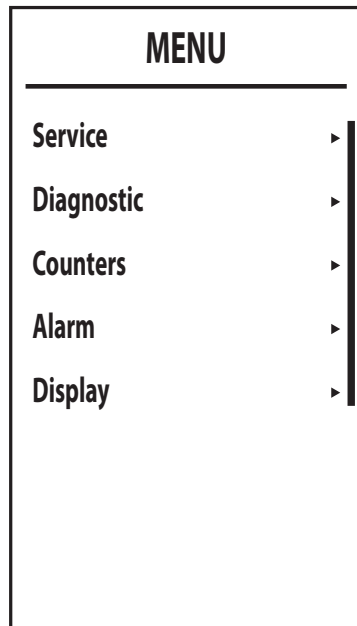 MENU
Service
Diagnostic
Counters
Alarm
Display